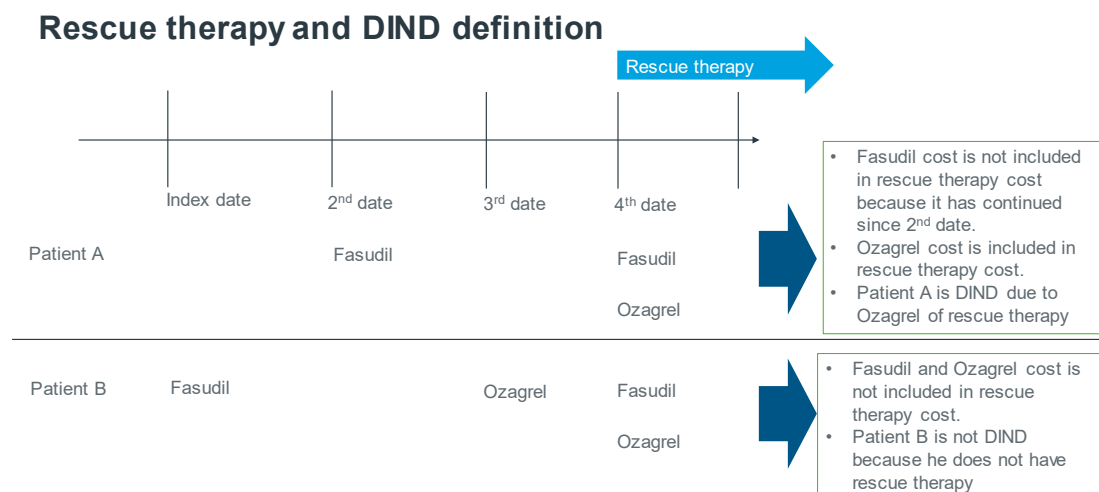 Rescue therapy and DIND definition
Rescue therapy
Index date
2nd date
3rd date
4th date
Patient A
Fasudil
Fasudil
Ozagrel
• Fasudil cost is not included
in rescue therapy cost
because it has continued
since 2nd date.
• Ozagrel cost is included in
rescue therapy cost.
• Patient A is DIND due to
Ozagrel of rescue therapy
Patient B
Fasudil
Ozagrel
Fasudil
Ozagrel
• Fasudil and Ozagrel cost is
not included in rescue
therapy cost.
• Patient B is not DIND
because he does not have
rescue therapy